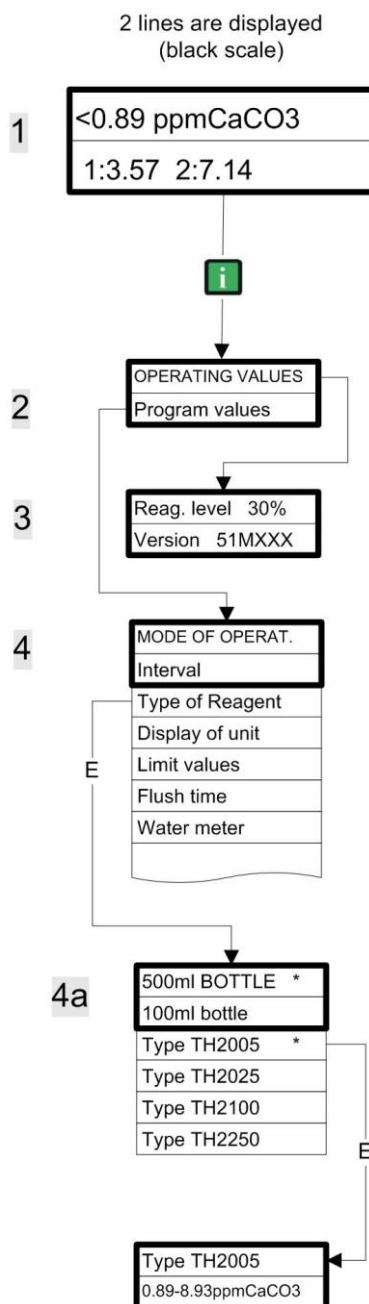 2 lines are displayed
(black scale)
1
<0.89 ppmCaCO3
1:3.57 2:7.14
i
2
OPERATING VALUES
Program values
3
Reag. level 30%
Version 51MXXX
4
MODE OF OPERAT.
Interval
Type of Reagent
Display of unit
Limit values
Flush time
Water meter
E
4a
500ml BOTTLE *
100ml bottle
Type TH2005 *
Type TH2025
Type TH2100
Type TH2250
E
Type TH2005
0.89-8.93ppmCaCO3